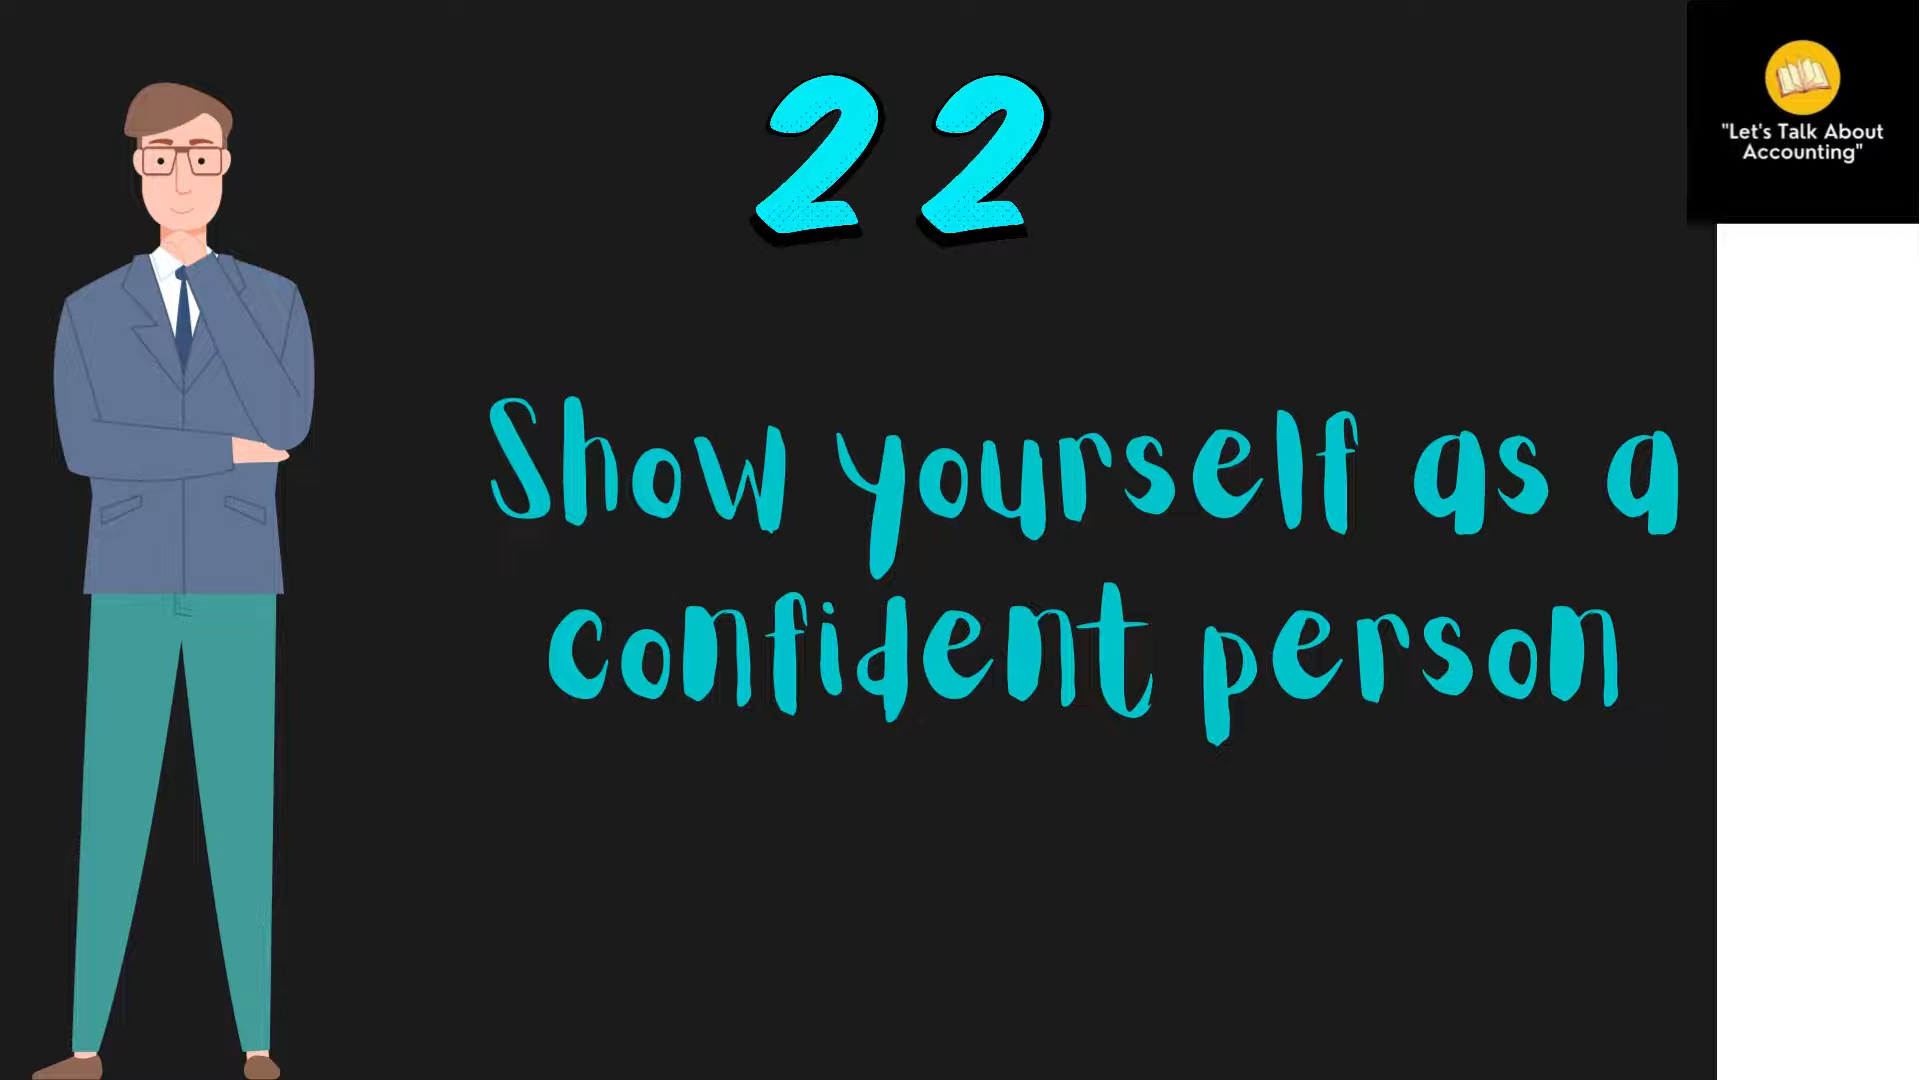 22
"Let's Talk About
Accounting"
Show yourself as a
confident person